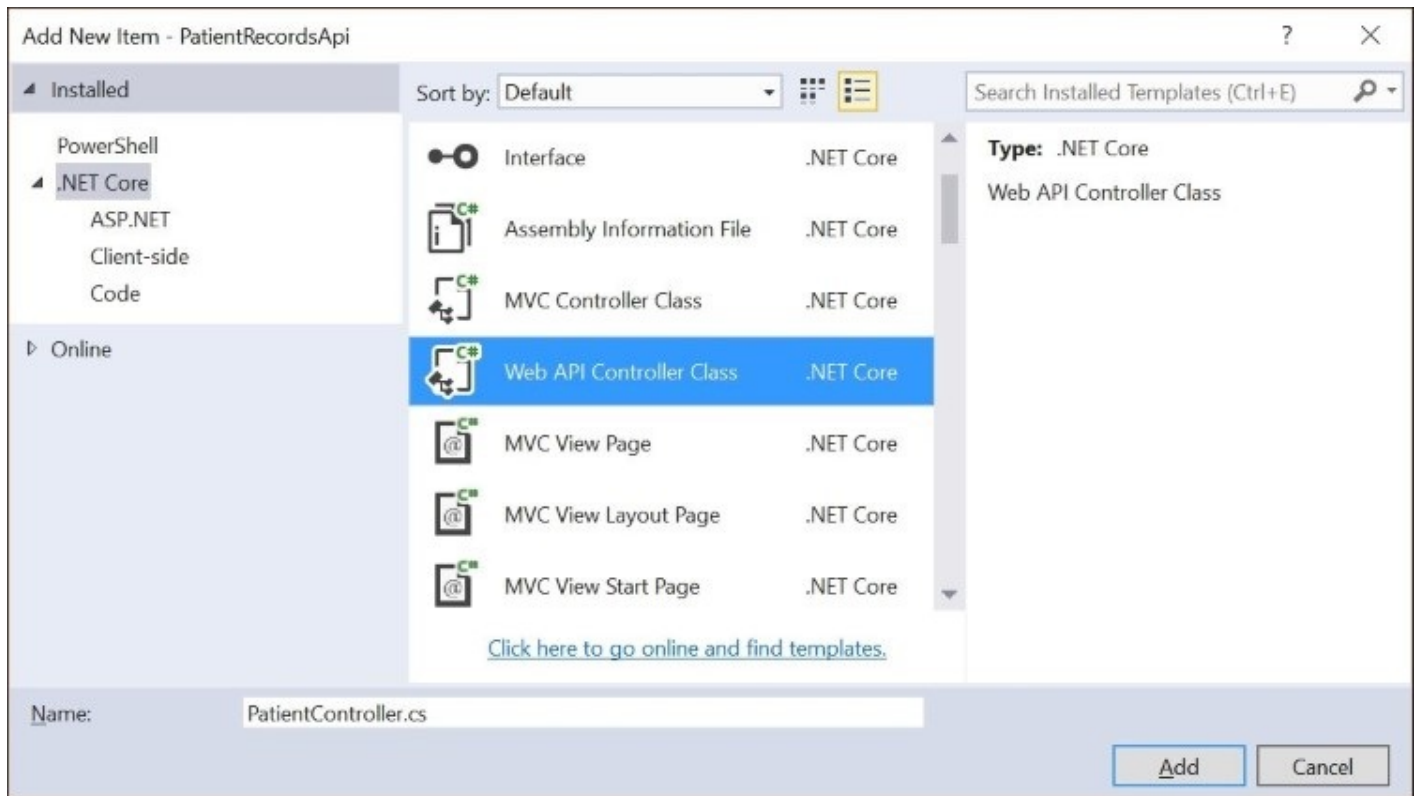 Add New Item - PatientRecordsApi
?
Installed
Sort by: Default
Search Installed Templates (Ctrl+E)
PowerShell
.NET Core
ASP.NET
Client-side
Code
Online
Interface .NET Core
C#
Assembly Information File .NET Core
C#
MVC Controller Class .NET Core
C#
Web API Controller Class .NET Core
C#
@
MVC View Page .NET Core
C#
@
MVC View Layout Page .NET Core
C#
@
MVC View Start Page .NET Core
Click here to go online and find templates.
Type: .NET Core
Web API Controller Class
Name: PatientController.cs
Add Cancel